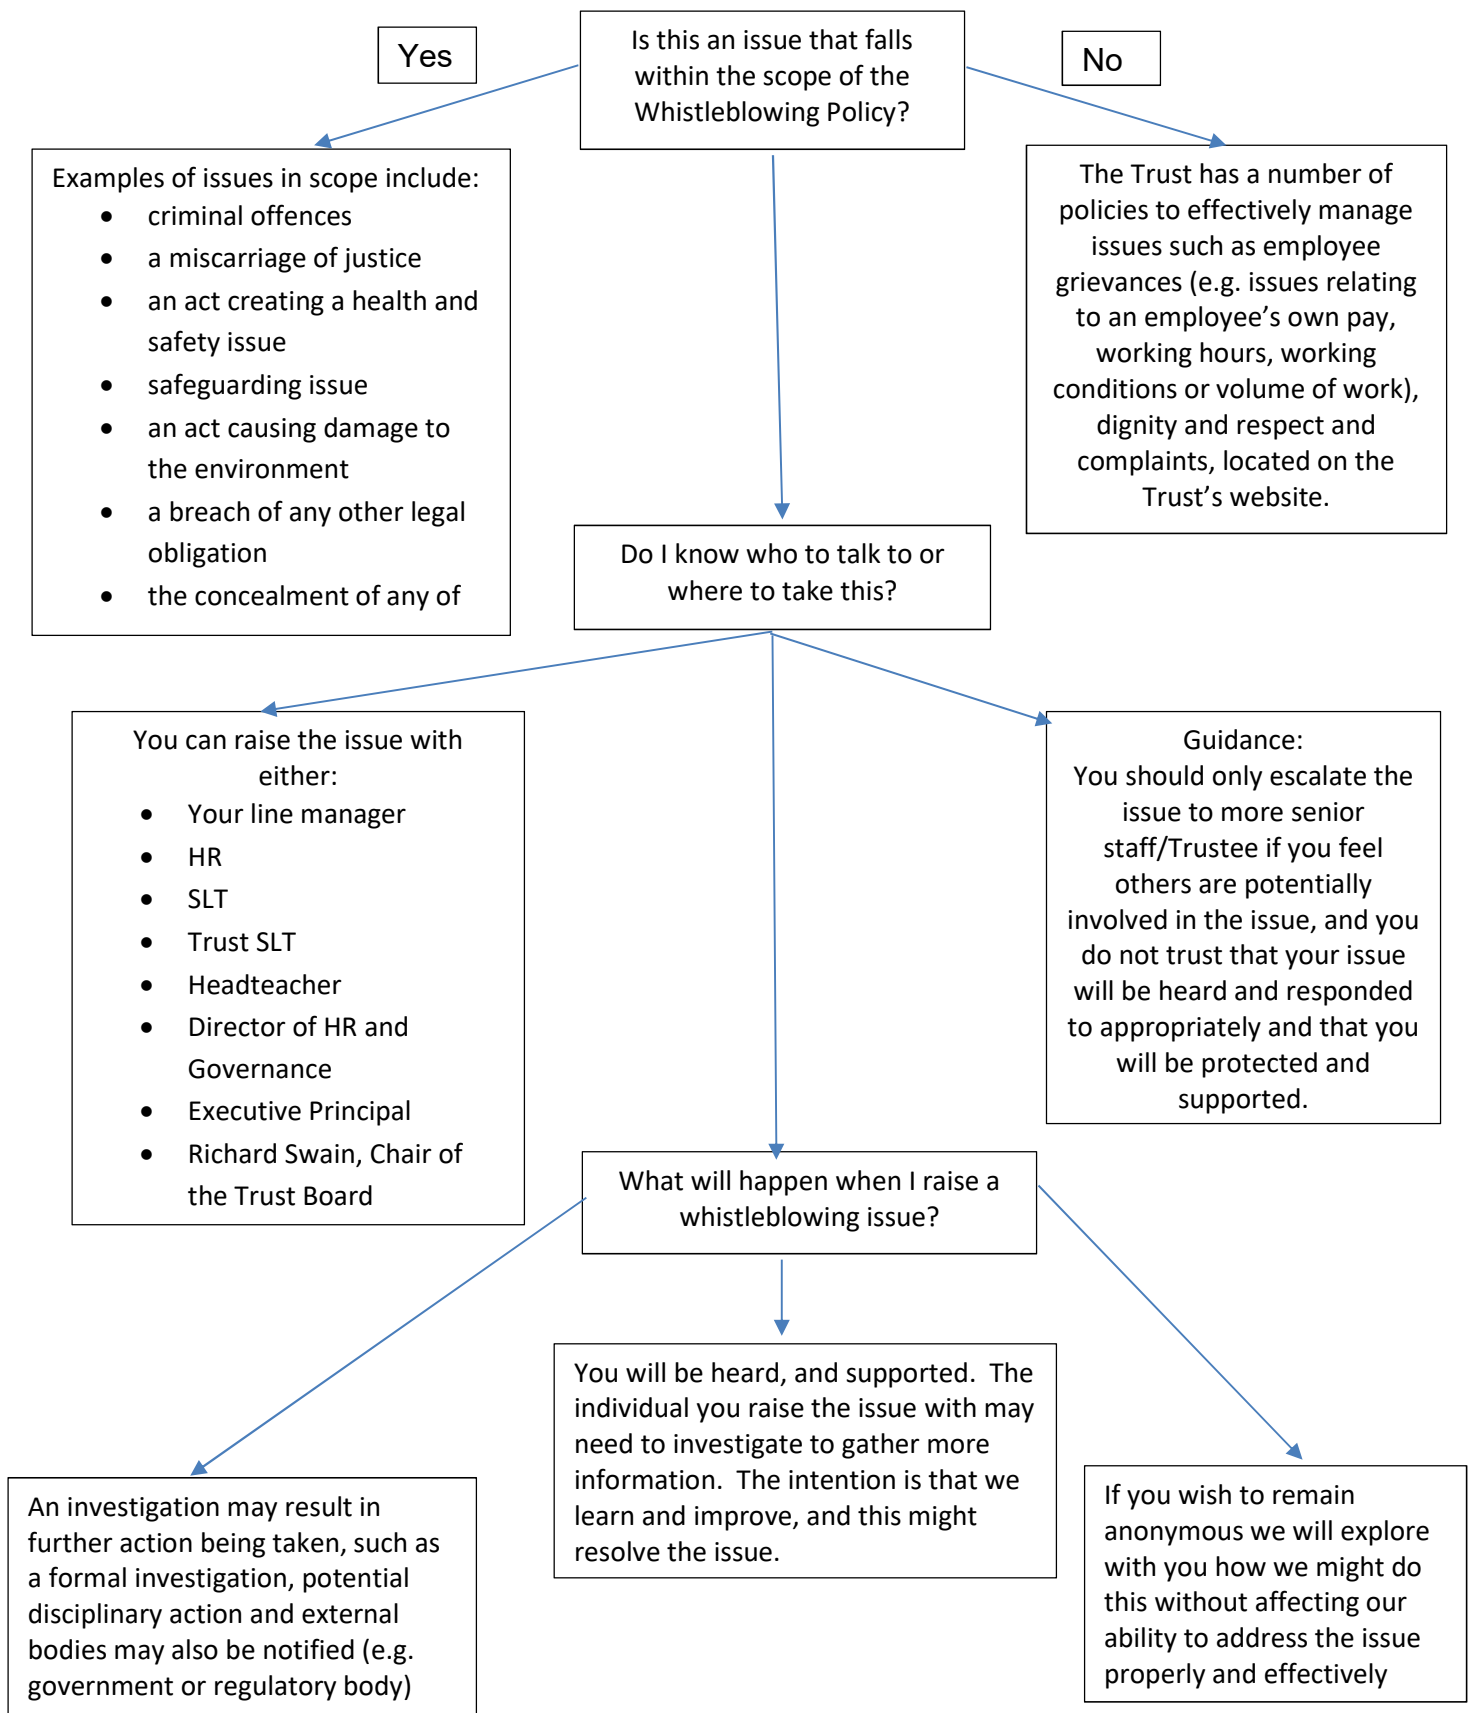 Yes
Is this an issue that falls
within the scope of the
Whistleblowing Policy?
No
Examples of issues in scope include:
• criminal offences
• a miscarriage of justice
• an act creating a health and
safety issue
• safeguarding issue
• an act causing damage to
the environment
• a breach of any other legal
obligation
• the concealment of any of
The Trust has a number of
policies to effectively manage
issues such as employee
grievances (e.g. issues relating
to an employee’s own pay,
working hours, working
conditions or volume of work),
dignity and respect and
complaints, located on the
Trust’s website.
Do I know who to talk to or
where to take this?
You can raise the issue with
either:
• Your line manager
• HR
• SLT
• Trust SLT
• Headteacher
• Director of HR and
Governance
• Executive Principal
• Richard Swain, Chair of
the Trust Board
Guidance:
You should only escalate the
issue to more senior
staff/Trustee if you feel
others are potentially
involved in the issue, and you
do not trust that your issue
will be heard and responded
to appropriately and that you
will be protected and
supported.
What will happen when I raise a
whistleblowing issue?
An investigation may result in
further action being taken, such as
a formal investigation, potential
disciplinary action and external
bodies may also be notified (e.g.
government or regulatory body)
You will be heard, and supported.  The
individual you raise the issue with may
need to investigate to gather more
information.  The intention is that we
learn and improve, and this might
resolve the issue.
If you wish to remain
anonymous we will explore
with you how we might do
this without affecting our
ability to address the issue
properly and effectively